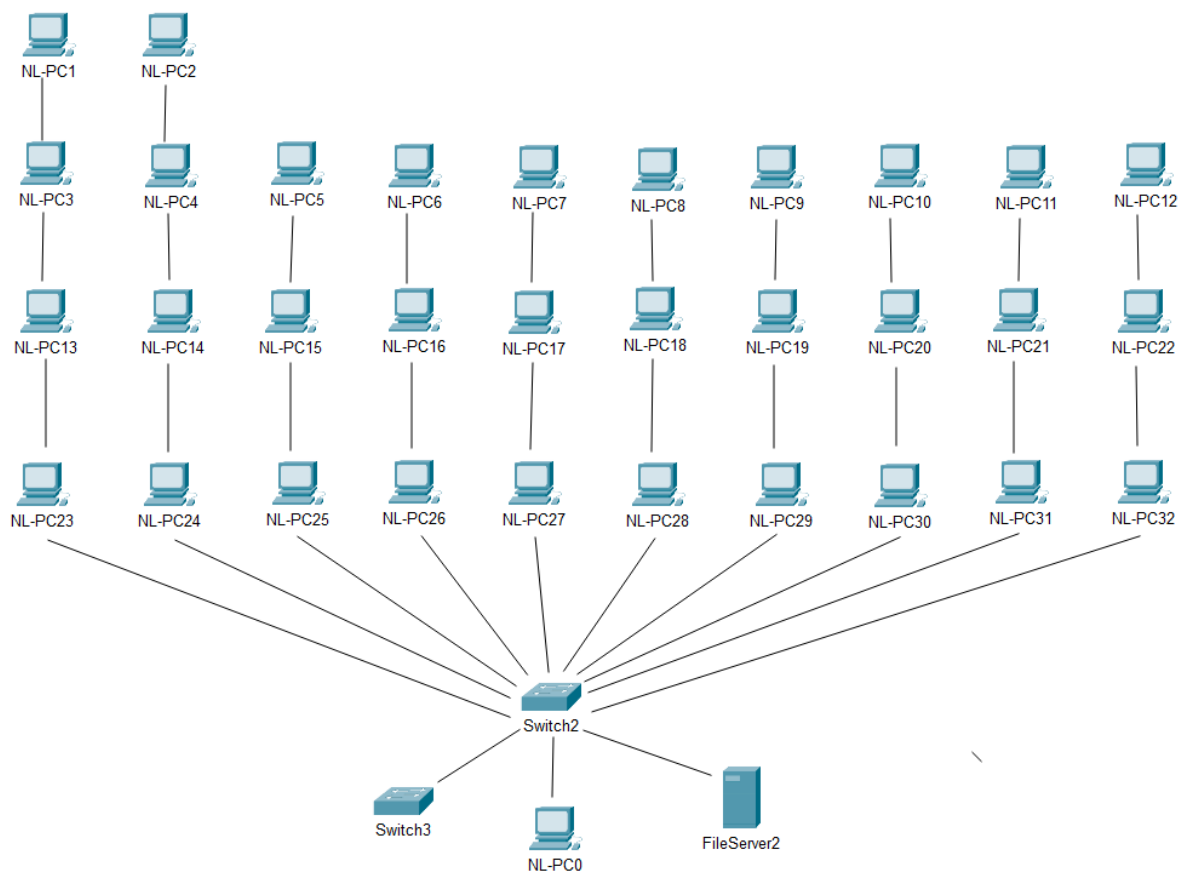 NL-PC1
NL-PC2
NL-PC3
NL-PC4
NL-PC5
NL-PC6
NL-PC7
NL-PC8
NL-PC9
NL-PC10
NL-PC11
NL-PC12
NL-PC13
NL-PC14
NL-PC15
NL-PC16
NL-PC17
NL-PC18
NL-PC19
NL-PC20
NL-PC21
NL-PC22
NL-PC23
NL-PC24
NL-PC25
NL-PC26
NL-PC27
NL-PC28
NL-PC29
NL-PC30
NL-PC31
NL-PC32
Switch2
Switch3
NL-PC0
FileServer2